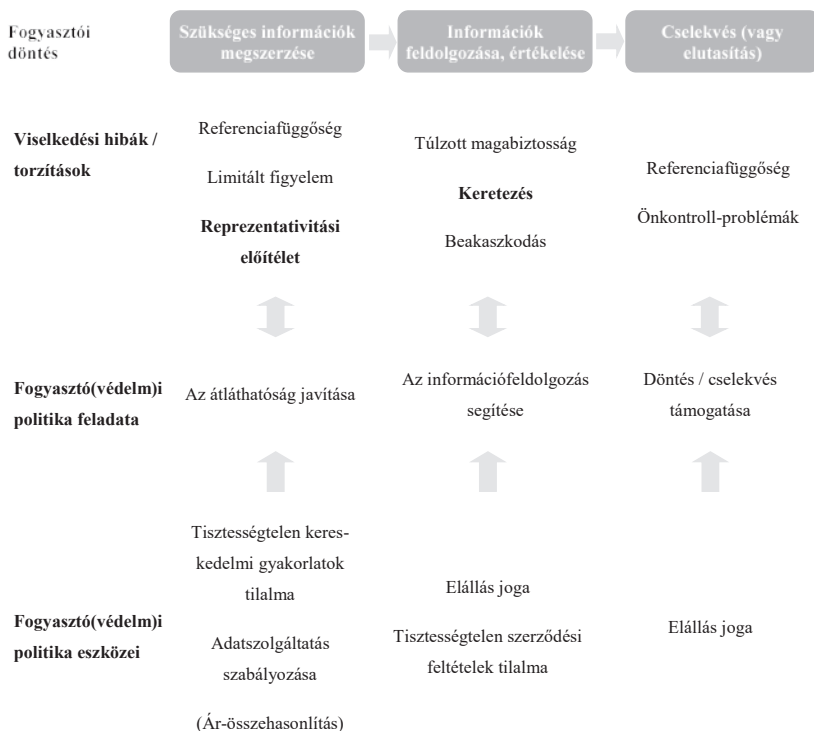 Fogyasztói
döntés
Szükséges információk
megszerzése
Információk
feldolgozása, értékelése
Cselekvés (vagy
elutasítás)
Viselkedési hibák /
torzítások
Referenciafüggőség
Limitált figyelem
Reprezentativitási
előítélet
Túlzott magabiztosság
Keretezés
Beakaszkodás
Referenciafüggőség
Önkontroll-problémák
Fogyasztó(védelm)i
politika feladata
Az átláthatóság javítása
Az információfeldolgozás
segítése
Döntés / cselekvés
támogatása
Fogyasztó(védelm)i
politika eszközei
Tisztességtelen keres-
kedelmi gyakorlatok
tilalma
Adatszolgáltatás
szabályozása
(Ár-összehasonlítás)
Elállás joga
Tisztességtelen szerződési
feltételek tilalma
Elállás joga